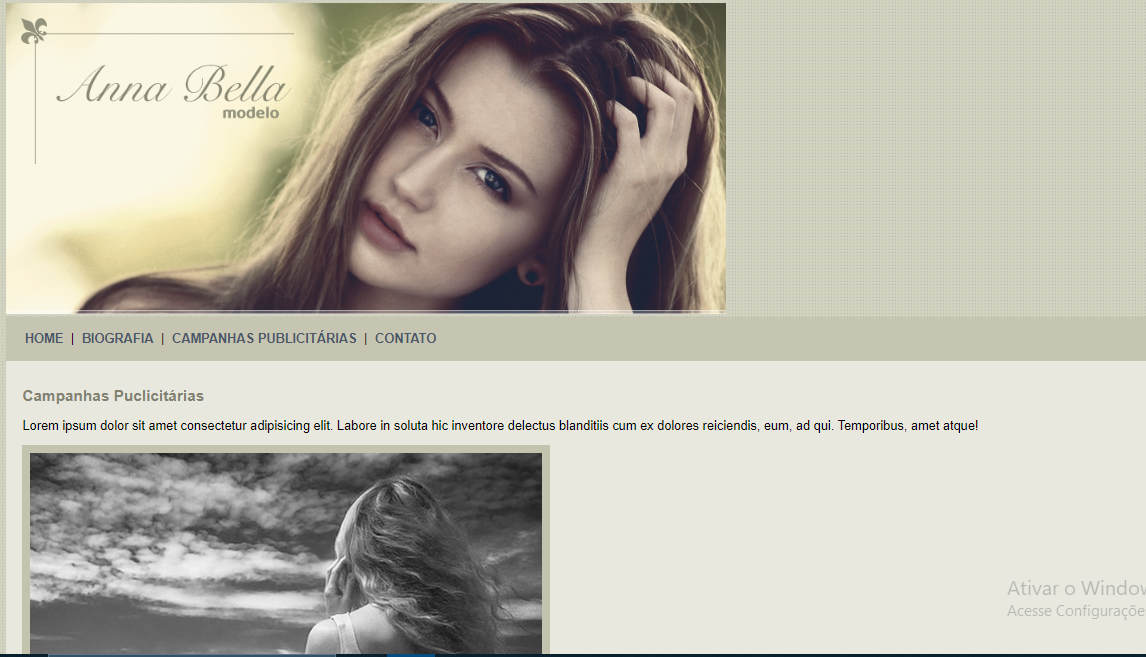 Anna Bella
modelo
HOME | BIOGRAFIA | CAMPANHAS PUBLICITÁRIAS | CONTATO
Campanhas Puclicitárias
Lorem ipsum dolor sit amet consectetur adipisicing elit. Labore in soluta hic inventore delectus blanditiis cum ex dolores reiciendis, eum, ad qui. Temporibus, amet atque!
Ativar o Window
Acesse Configuraçõe